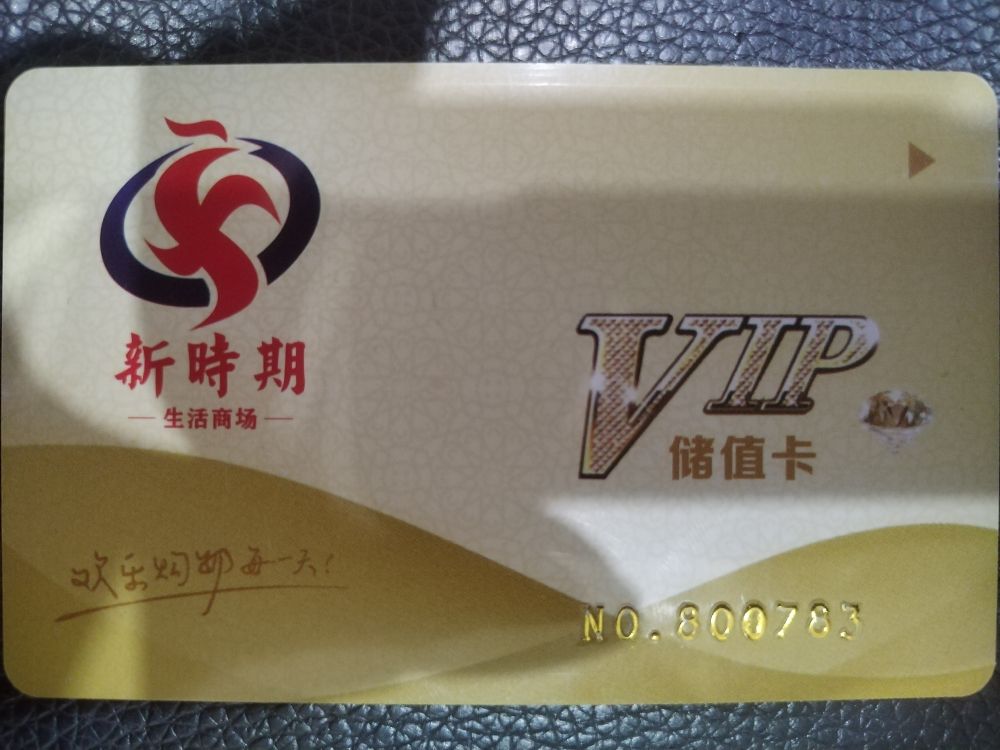 新時期
生活商场
VIP
储值卡
欢乐购物每一天！
NO.800783